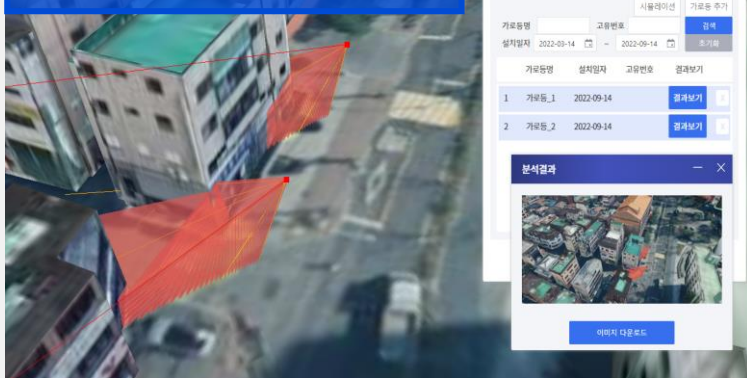 시뮬레이션 가로등 추가
가로등명 고유번호 검색
설치일자 2022-03-14 ~ 2022-09-14 초기화
가로등명 설치일자 고유번호 결과보기
1 가로등_1 2022-09-14 결과보기
2 가로등_2 2022-09-14 결과보기
분석결과
이미지 다운로드